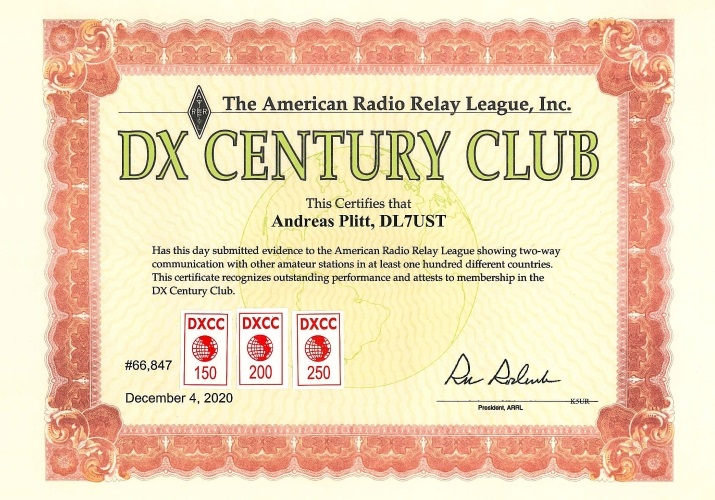 The American Radio Relay League, Inc.
DX CENTURY CLUB
This Certifies that
Andreas Plitt, DL7UST
Has this day submitted evidence to the American Radio Relay League showing two-way
communication with other amateur stations in at least one hundred different countries.
This certificate recognizes outstanding performance and attests to membership in the
DX Century Club.
DXCC
150
DXCC
200
DXCC
250
#66,847
December 4, 2020
K5UR
President, ARRL